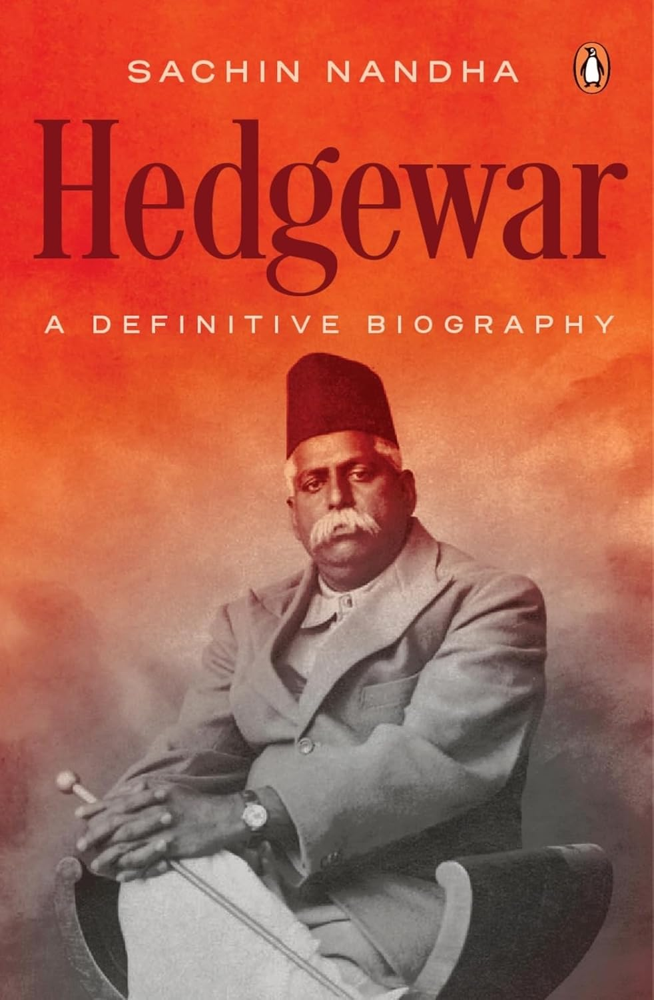 SACHIN NANDHA
Hedgewar
A DEFINITIVE BIOGRAPHY